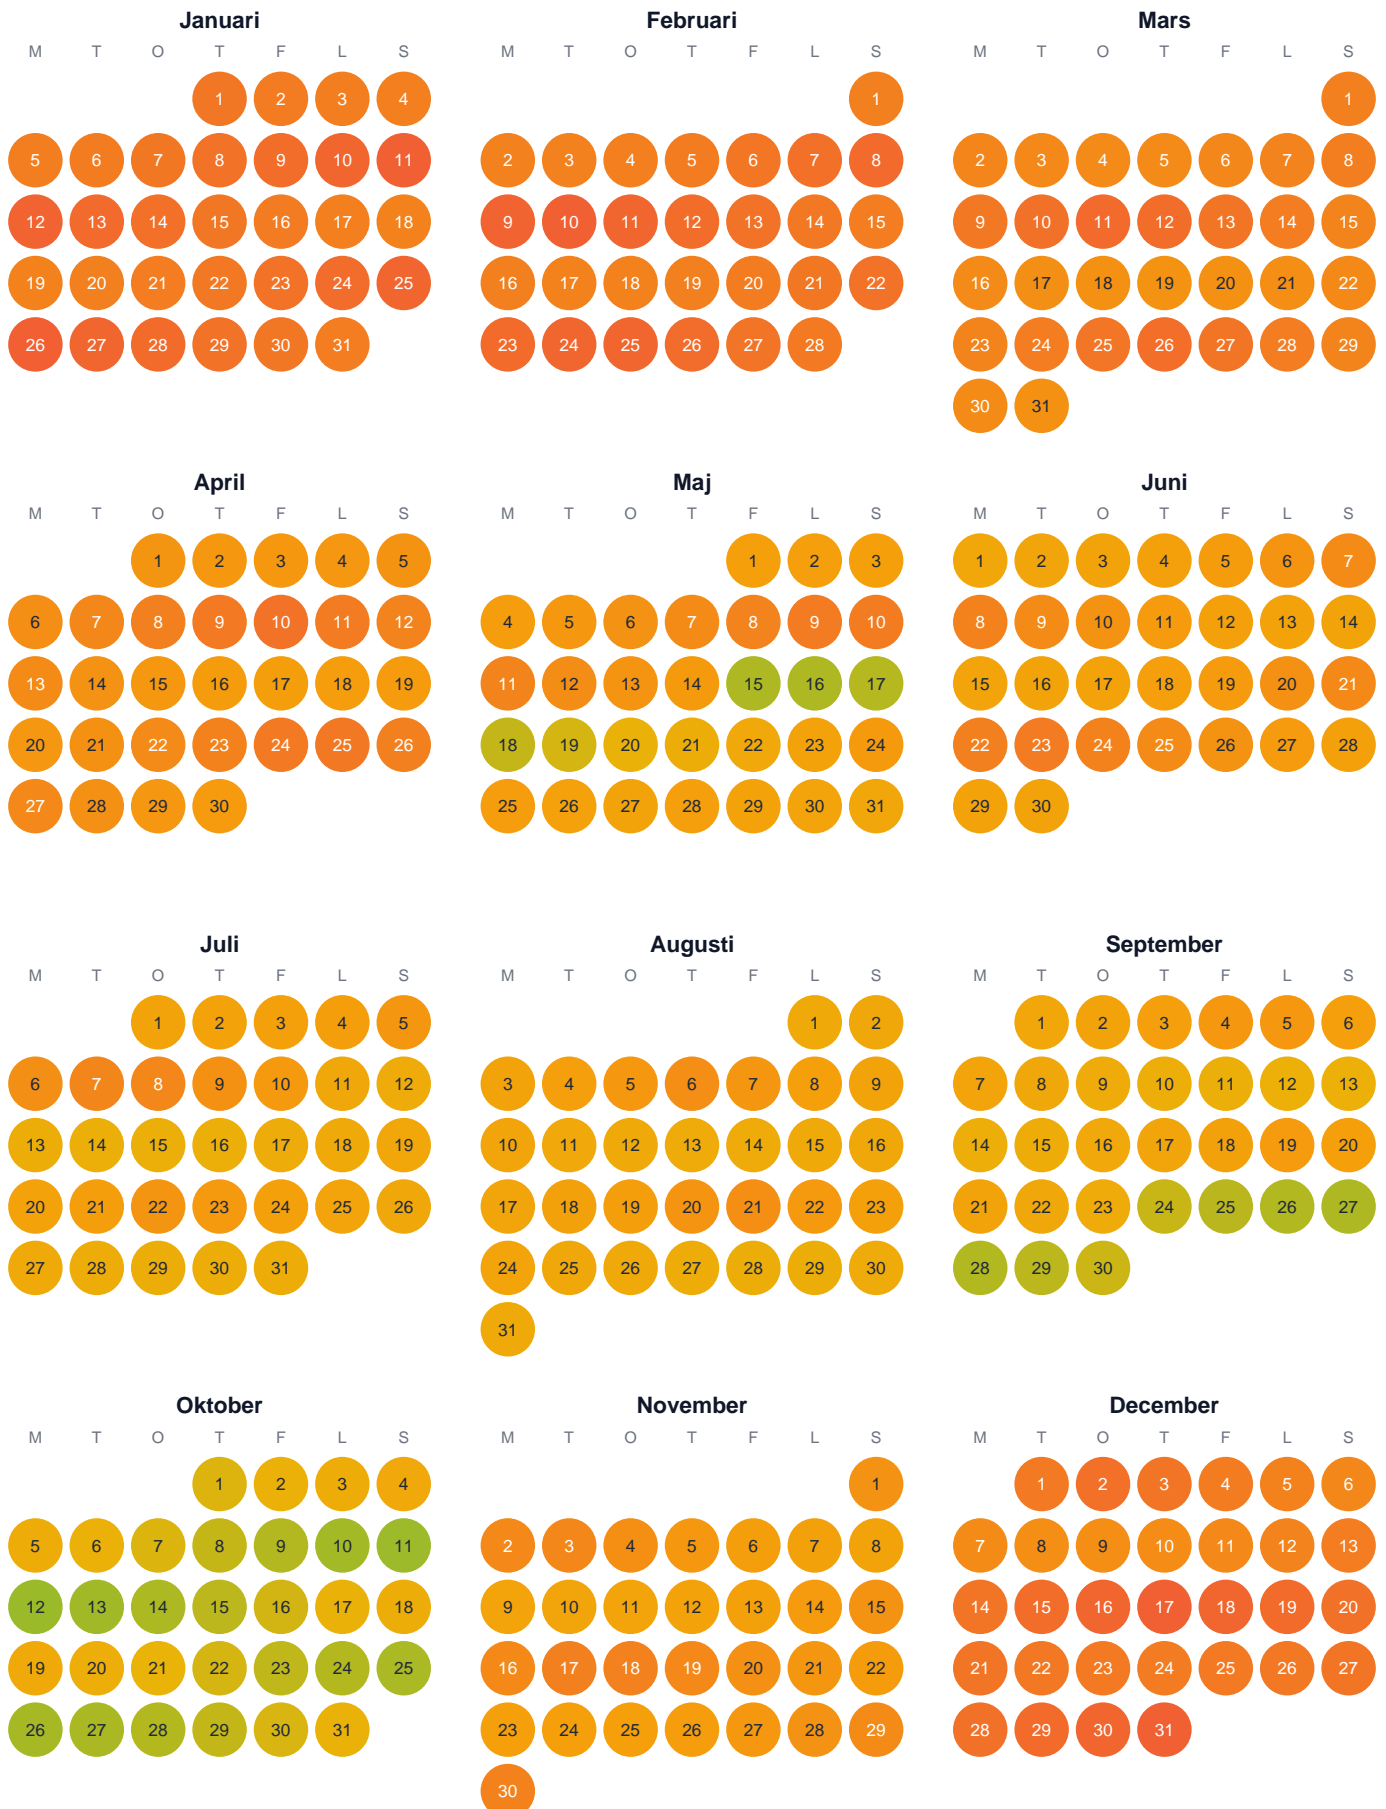 Januari Februari Mars
M T O T F L S M T O T F L S M T O T F L S
1 2 3 4 1 1
5 6 7 8 9 10 11 2 3 4 5 6 7 8 2 3 4 5 6 7 8
12 13 14 15 16 17 18 9 10 11 12 13 14 15 9 10 11 12 13 14 15
19 20 21 22 23 24 25 16 17 18 19 20 21 22 16 17 18 19 20 21 22
26 27 28 29 30 31 23 24 25 26 27 28 23 24 25 26 27 28 29
30 31
April Maj Juni
M T O T F L S M T O T F L S M T O T F L S
1 2 3 4 5 1 2 3 1 2 3 4 5 6 7
6 7 8 9 10 11 12 4 5 6 7 8 9 10 8 9 10 11 12 13 14
13 14 15 16 17 18 19 11 12 13 14 15 16 17 15 16 17 18 19 20 21
20 21 22 23 24 25 26 18 19 20 21 22 23 24 22 23 24 25 26 27 28
27 28 29 30 25 26 27 28 29 30 31 29 30
Juli Augusti September
M T O T F L S M T O T F L S M T O T F L S
1 2 3 4 5 1 2 1 2 3 4 5 6
6 7 8 9 10 11 12 3 4 5 6 7 8 9 7 8 9 10 11 12 13
13 14 15 16 17 18 19 10 11 12 13 14 15 16 14 15 16 17 18 19 20
20 21 22 23 24 25 26 17 18 19 20 21 22 23 21 22 23 24 25 26 27
27 28 29 30 31 24 25 26 27 28 29 30 28 29 30
31
Oktober November December
M T O T F L S M T O T F L S M T O T F L S
1 2 3 4 1 1 2 3 4 5 6
5 6 7 8 9 10 11 2 3 4 5 6 7 8 7 8 9 10 11 12 13
12 13 14 15 16 17 18 9 10 11 12 13 14 15 14 15 16 17 18 19 20
19 20 21 22 23 24 25 16 17 18 19 20 21 22 21 22 23 24 25 26 27
26 27 28 29 30 31 23 24 25 26 27 28 29 28 29 30 31
30